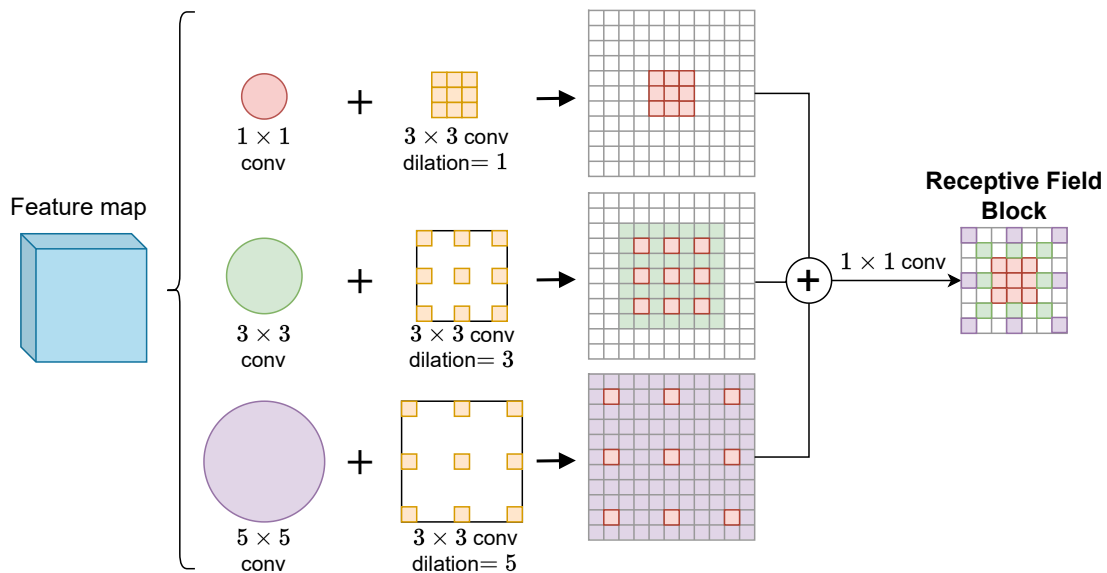 Feature map
1 × 1
conv
+
3 × 3 conv
dilation= 1
3 × 3
conv
+
3 × 3 conv
dilation= 3
5 × 5
conv
+
3 × 3 conv
dilation= 5
+
1 × 1 conv
Receptive Field
Block